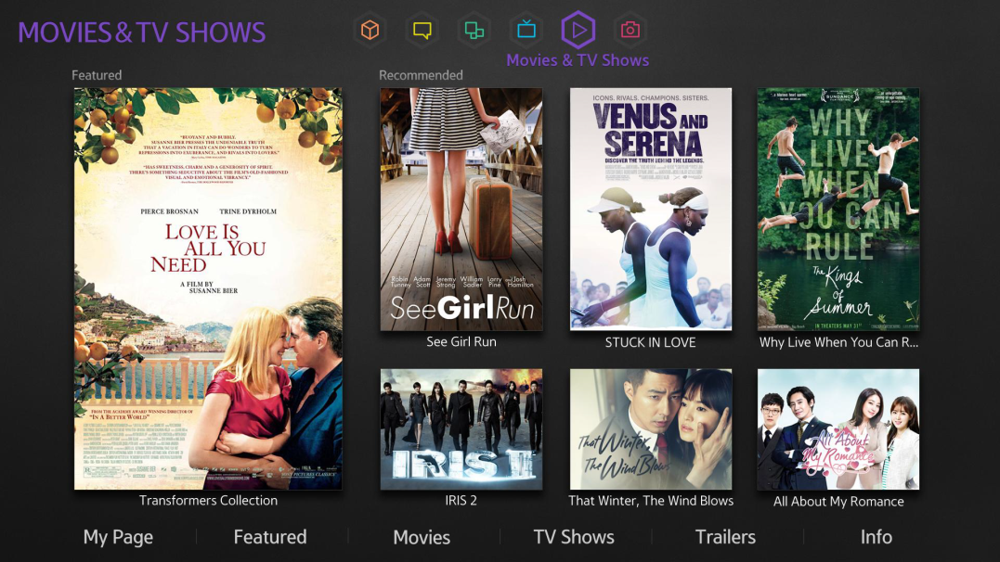 MOVIES & TV SHOWS
Movies & TV Shows
Featured
Recommended
"BUOYANT AND BUBBLY.
SUSANNE BIER PRESSES THE UNDENIABLE TRUTH
THAT A VACATION IN ITALY CAN DO WONDERS TO TURN
REPRESSIONS INTO EXUBERANCE, AND RIVALS INTO LOVERS."
"HAS SWEETNESS, CHARM AND A GENEROSITY OF SPIRIT.
THERE'S SOMETHING SEDUCTIVE ABOUT THE FILM'S OLD-FASHIONED
VISUAL AND EMOTIONAL VIBRANCY."
PIERCE BROSNAN TRINE DYRHOLM
LOVE IS
ALL YOU
NEED
A FILM BY
SUSANNE BIER
FROM THE ACADEMY AWARD WINNING DIRECTOR OF
"IN A BETTER WORLD"
SONY PICTURES CLASSICS
Transformers Collection
Robin Adam Jeremy William Larry and Josh
Tunney Scott Strong Sadler Pine Hamilton
SeeGirlRun
See Girl Run
ICONS. RIVALS. CHAMPIONS. SISTERS.
VENUS AND
SERENA
DISCOVER THE TRUTH BEHIND THE LEGENDS.
STUCK IN LOVE
SUNDANCE
WHY
LIVE
WHEN
YOU CAN
RULE
The
Kings
of
Summer
IN THEATERS MAY 31ST
Why Live When You Can R...
IRIS II
IRIS 2
That Winter,
The Wind Blows
That Winter, The Wind Blows
All About
My Romance
All About My Romance
My Page
Featured
Movies
TV Shows
Trailers
Info